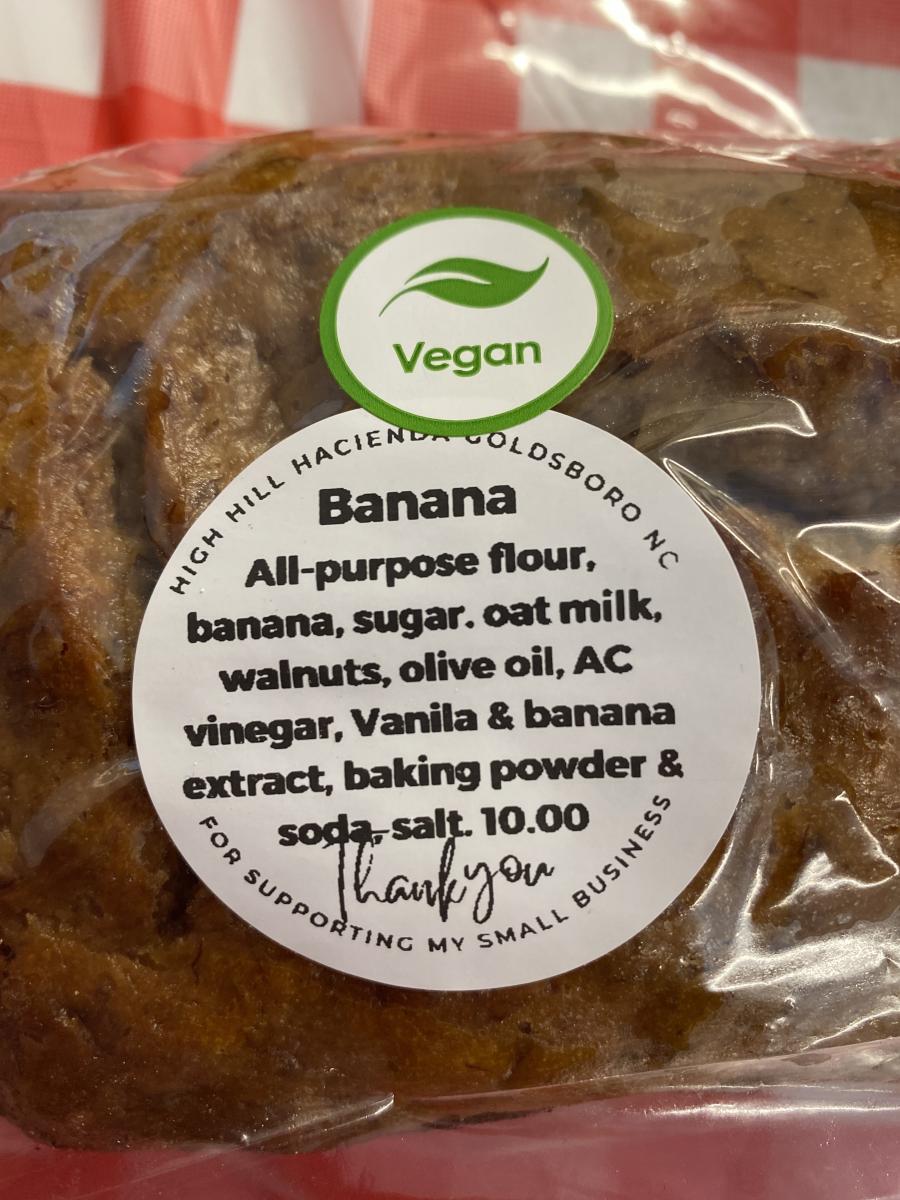 Vegan
HIGH HILL HACIENDA GOLDSBORO NC
Banana
All-purpose flour,
banana, sugar. oat milk,
walnuts, olive oil, AC
vinegar, Vanila & banana
extract, baking powder &
soda, salt. 10.00
Thank you
FOR SUPPORTING MY SMALL BUSINESS